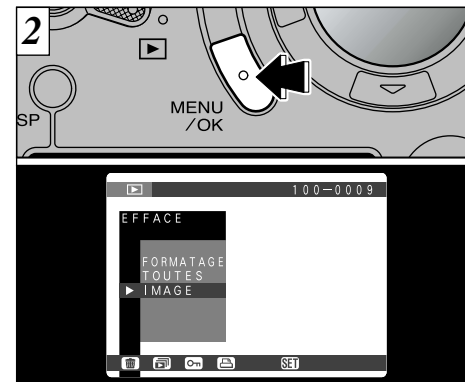 2
MENU
/OK
SP
100-0009
EFFACE
FORMATAGE
TOUTES
IMAGE
SET